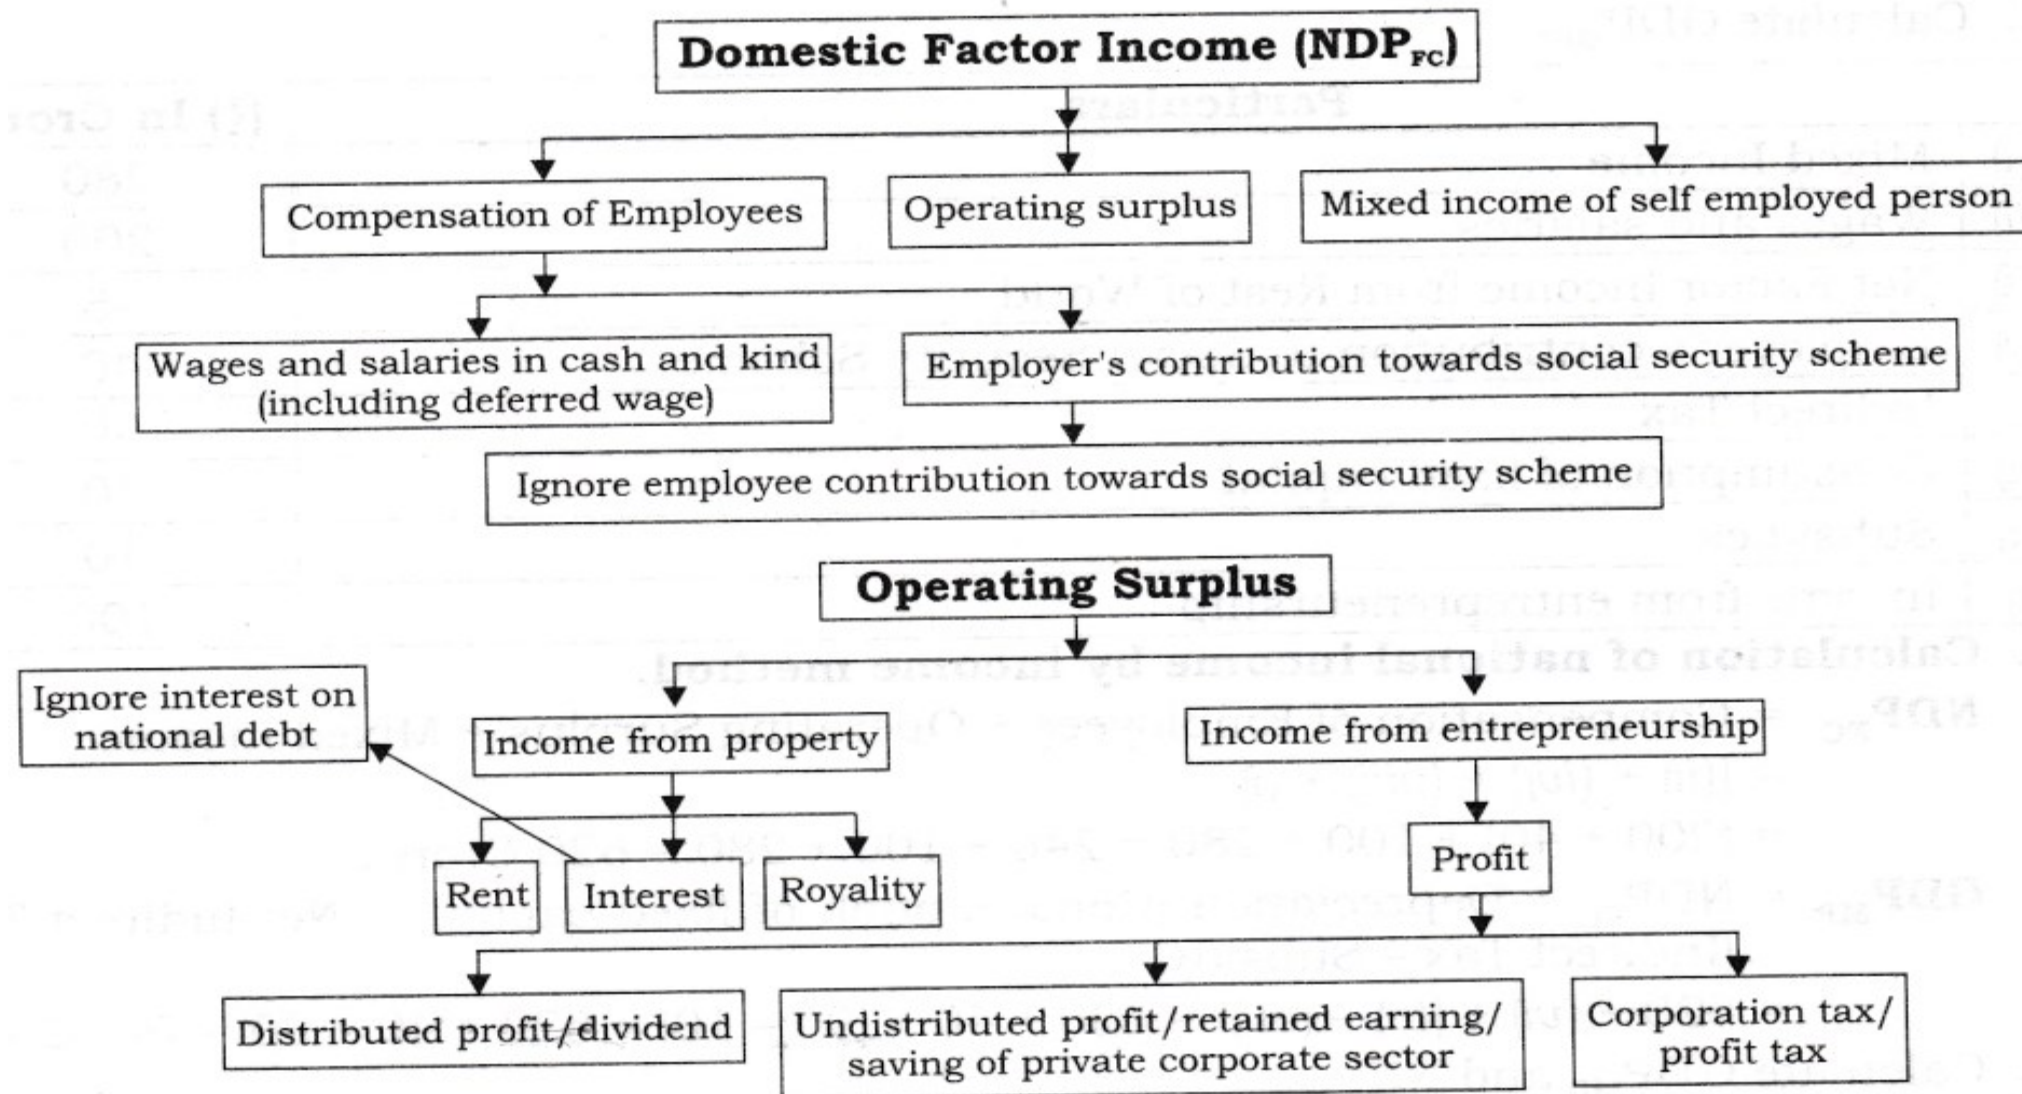 Domestic Factor Income (NDP_FC)
Compensation of Employees
Operating surplus
Mixed income of self employed person
Wages and salaries in cash and kind
(including deferred wage)
Employer's contribution towards social security scheme
Ignore employee contribution towards social security scheme
Operating Surplus
Ignore interest on
national debt
Income from property
Income from entrepreneurship
Rent
Interest
Royality
Profit
Distributed profit/dividend
Undistributed profit/retained earning/
saving of private corporate sector
Corporation tax/
profit tax